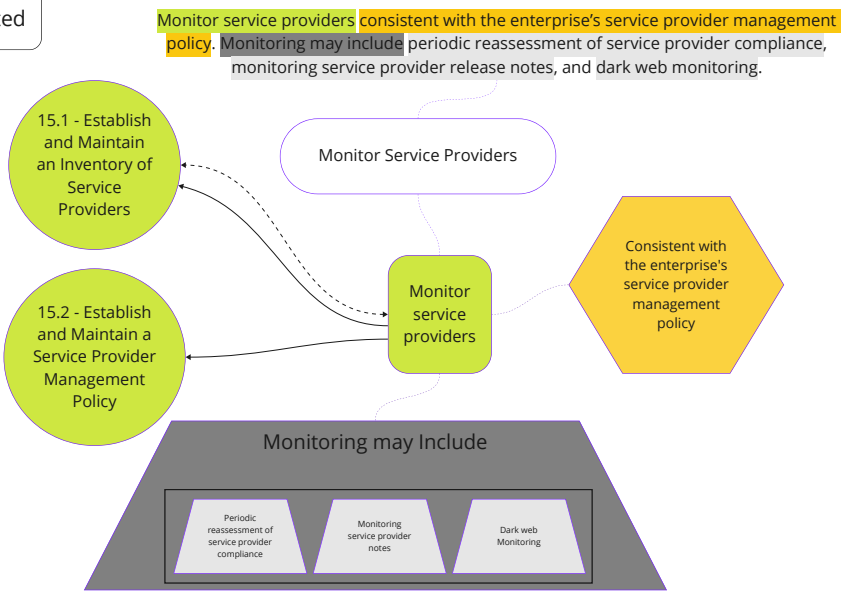 ted
Monitor service providers consistent with the enterprise’s service provider management
policy. Monitoring may include periodic reassessment of service provider compliance,
monitoring service provider release notes, and dark web monitoring.
15.1 - Establish
and Maintain
an Inventory of
Service
Providers
Monitor Service Providers
Consistent with
the enterprise's
service provider
management
policy
Monitor
service
providers
15.2 - Establish
and Maintain a
Service Provider
Management
Policy
Monitoring may Include
Periodic
reassessment of
service provider
compliance
Monitoring
service provider
notes
Dark web
Monitoring